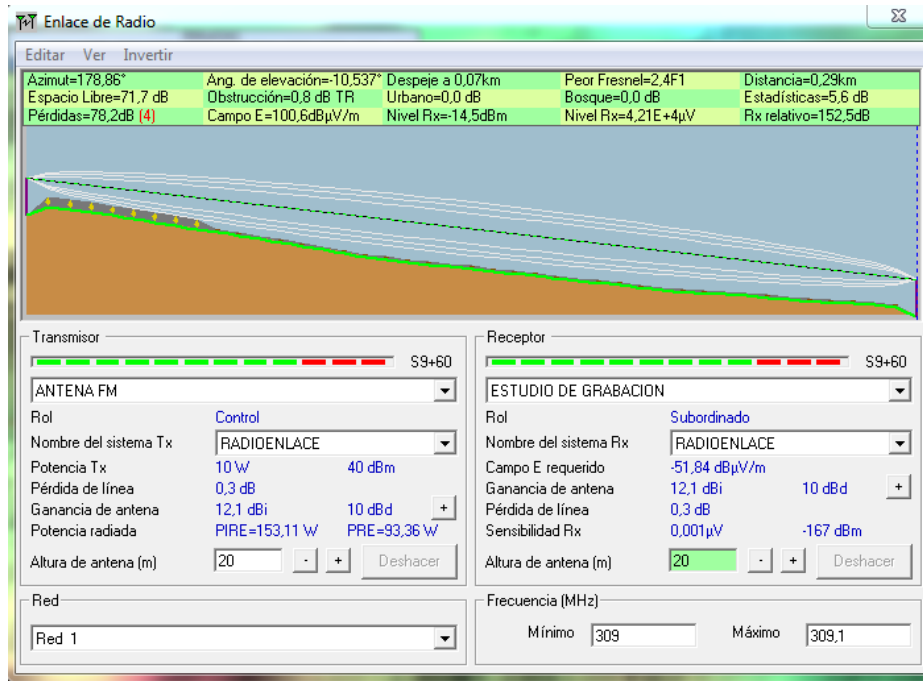 Enlace de Radio
Editar Ver Invertir
Azimut=178,86° Ang. de elevación=-10,537° Despeje a 0,07km Peor Fresnel=2,4F1 Distancia=0,29km
Espacio Libre=71,7 dB Obstrucción=0,8 dB TR Urbano=0,0 dB Bosque=0,0 dB Estadísticas=5,6 dB
Pérdidas=78,2dB (4) Campo E=100,6dBµV/m Nivel Rx=-14,5dBm Nivel Rx=4,21E+4µV Rx relativo=152,5dB
Transmisor
S9+60
ANTENA FM
Rol Control
Nombre del sistema Tx RADIOENLACE
Potencia Tx 10 W 40 dBm
Pérdida de línea 0,3 dB
Ganancia de antena 12,1 dBi 10 dBd +
Potencia radiada PIRE=153,11 W PRE=93,36 W
Altura de antena (m) 20 - + Deshacer
Receptor
S9+60
ESTUDIO DE GRABACION
Rol Subordinado
Nombre del sistema Rx RADIOENLACE
Campo E requerido -51,84 dBµV/m
Ganancia de antena 12,1 dBi 10 dBd +
Pérdida de línea 0,3 dB
Sensibilidad Rx 0,001µV -167 dBm
Altura de antena (m) 20 - + Deshacer
Red
Red 1
Frecuencia (MHz)
Mínimo 309 Máximo 309,1